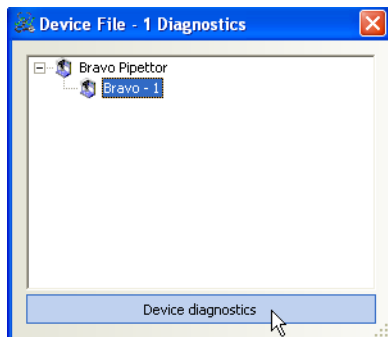 Device File - 1 Diagnostics
Bravo Pipettor
Bravo - 1
Device diagnostics